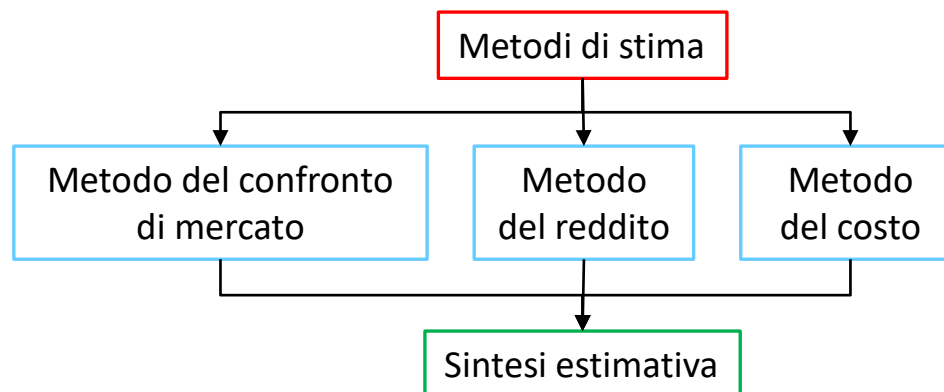 Metodi di stima
Metodo del confronto
di mercato
Metodo
del reddito
Metodo
del costo
Sintesi estimativa